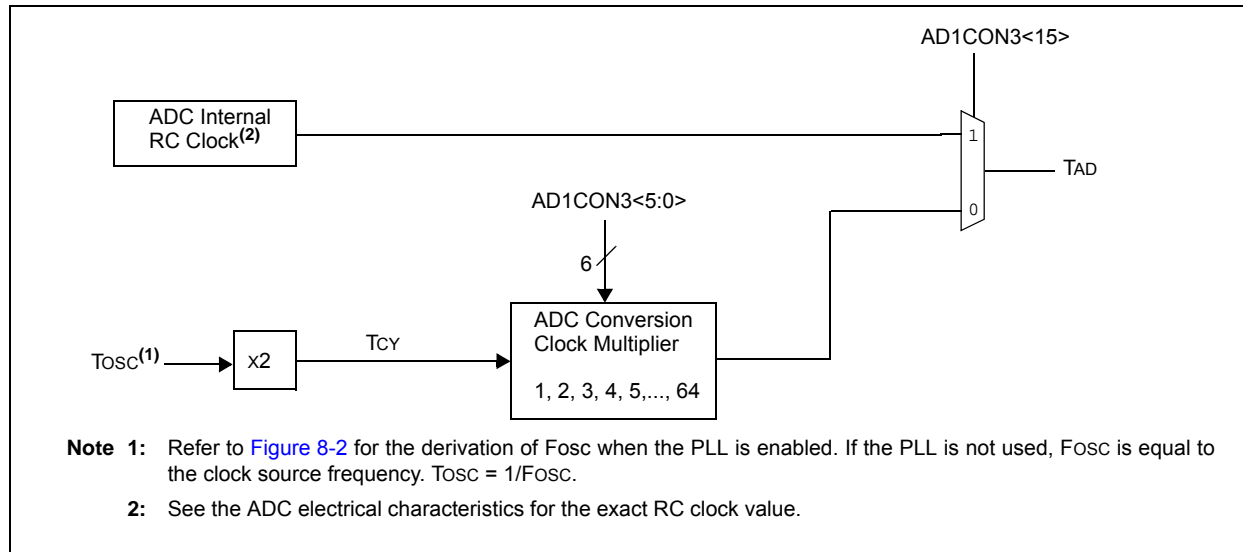 AD1CON3<15>
ADC Internal
RC Clock(2)
1
TAD
AD1CON3<5:0>
0
6
ADC Conversion
Clock Multiplier
TOSC(1)
X2
TCY
1, 2, 3, 4, 5,..., 64
Note 1: Refer to Figure 8-2 for the derivation of Fosc when the PLL is enabled. If the PLL is not used, FOSC is equal to
the clock source frequency. TOSC = 1/FOSC.
2: See the ADC electrical characteristics for the exact RC clock value.